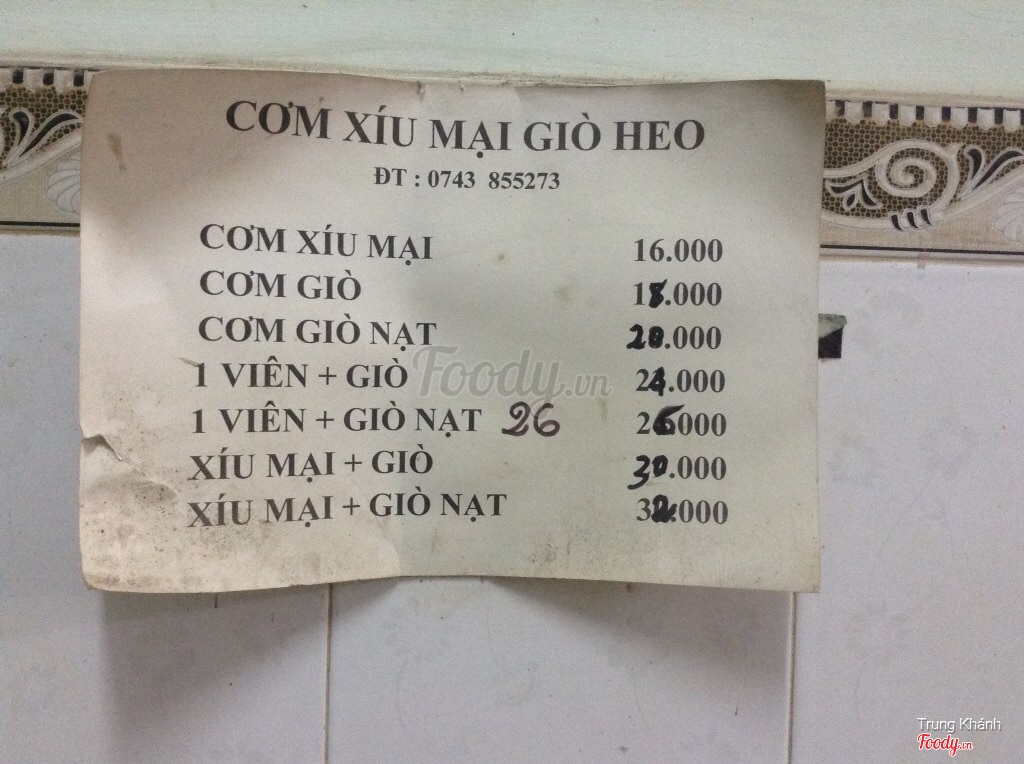 CƠM XÍU MẠI GIÒ HEO
ĐT : 0743 855273
CƠM XÍU MẠI 16.000
CƠM GIÒ 18.000
CƠM GIÒ NẠT 20.000
1 VIÊN + GIÒ 24.000
1 VIÊN + GIÒ NẠT 26 26000
XÍU MẠI + GIÒ 30.000
XÍU MẠI + GIÒ NẠT 32.000
Foody.vn
Trung Khánh
Foody.vn